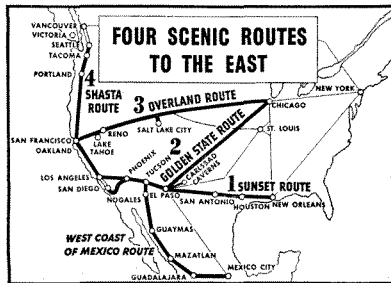 FOUR SCENIC ROUTES
TO THE EAST
VANCOUVER
VICTORIA
SEATTLE
TACOMA
PORTLAND
4
SHASTA
ROUTE
3 OVERLAND ROUTE
NEW YORK
CHICAGO
SALT LAKE CITY
RENO
LAKE
TAHOE
SAN FRANCISCO
OAKLAND
ST. LOUIS
2
GOLDEN STATE ROUTE
PHOENIX
TUCSON
CARLSBAD
CAVERNS
LOS ANGELES
SAN DIEGO
NOGALES
EL PASO
1 SUNSET ROUTE
SAN ANTONIO
HOUSTON
NEW ORLEANS
GUAYMAS
WEST COAST
OF MEXICO ROUTE
MAZATLAN
GUADALAJARA
MEXICO CITY